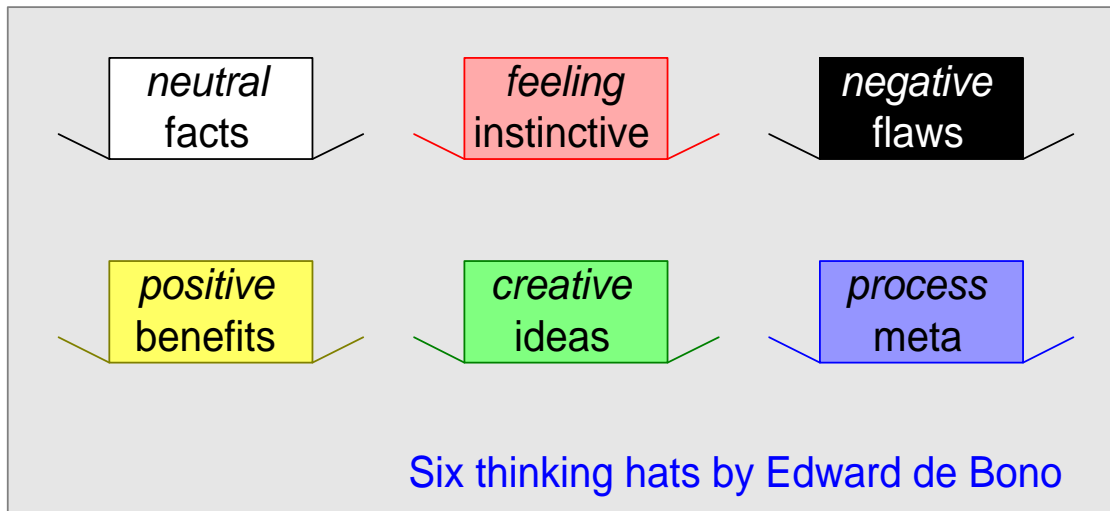 neutral
facts
feeling
instinctive
negative
flaws
positive
benefits
creative
ideas
process
meta
Six thinking hats by Edward de Bono